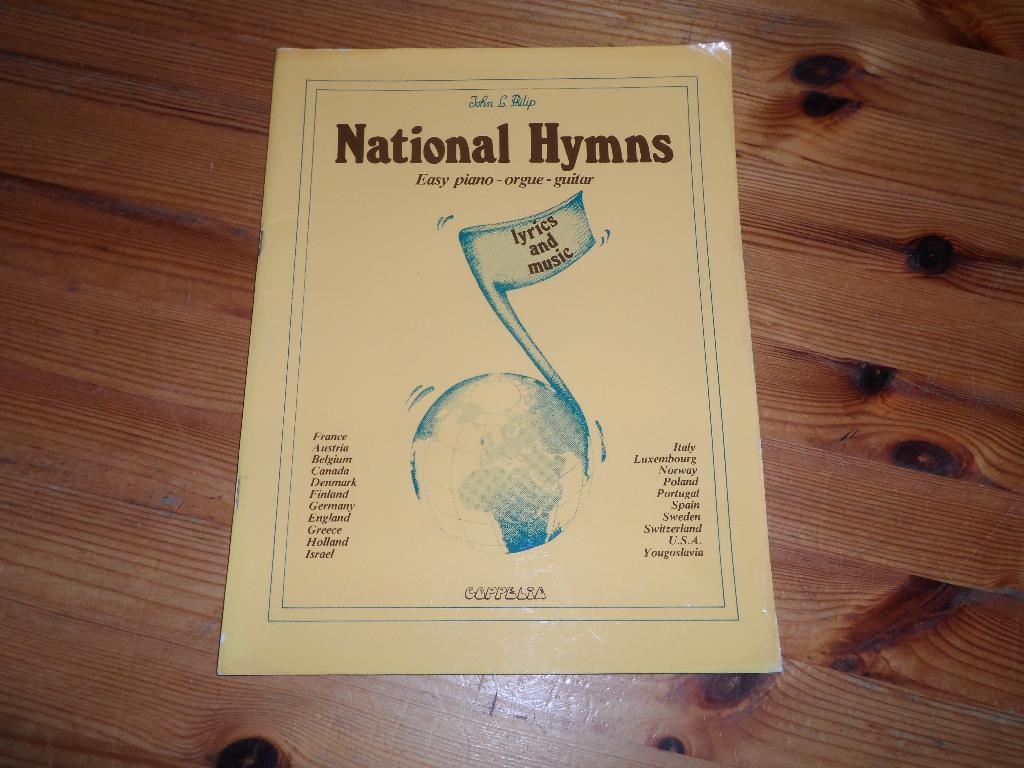 John L. Philip
National Hymns
Easy piano - orgue - guitar
lyrics
and
music
France
Austria
Belgium
Canada
Denmark
Finland
Germany
England
Greece
Holland
Israel
Italy
Luxembourg
Norway
Poland
Portugal
Spain
Sweden
Switzerland
U.S.A.
Yougoslavia
COPPELIA